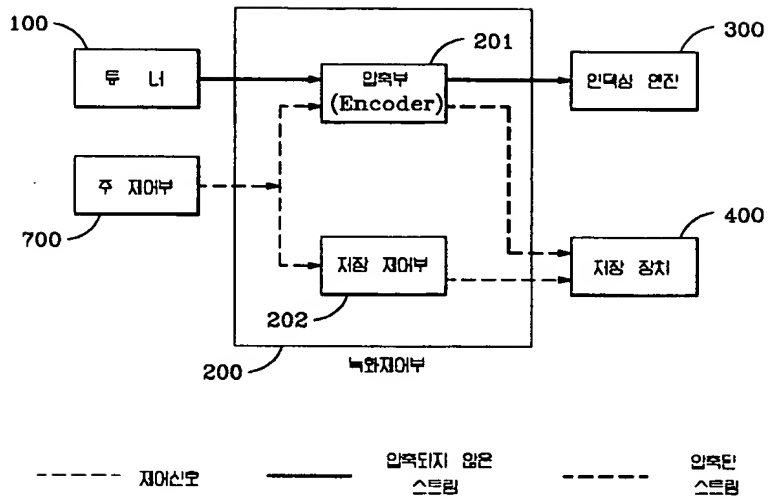 100
튜 너
201
압축부
(Encoder)
300
인덱싱 엔진
주 제어부
700
저장 제어부
202
400
저장 장치
200
녹화제어부
제어신호
압축되지 않은
스트림
압축된
스트림